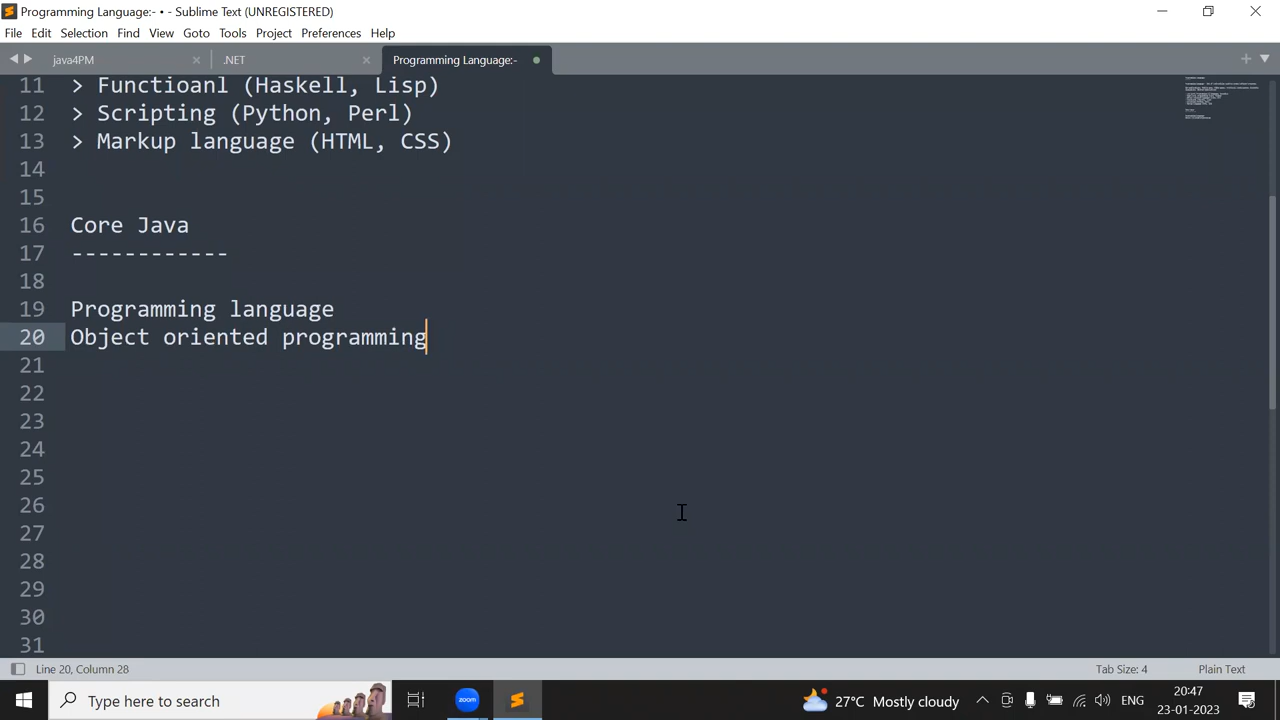 Programming Language:- • - Sublime Text (UNREGISTERED)
File Edit Selection Find View Goto Tools Project Preferences Help
java4PM .NET Programming Language:-
11 > Functioanl (Haskell, Lisp)
12 > Scripting (Python, Perl)
13 > Markup language (HTML, CSS)
14
15
16 Core Java
17 ------------
18
19 Programming language
20 Object oriented programming
21
22
23
24
25
26
27
28
29
30
31
Line 20, Column 28 Tab Size: 4 Plain Text
Type here to search zoom 27°C Mostly cloudy ENG 20:47
23-01-2023